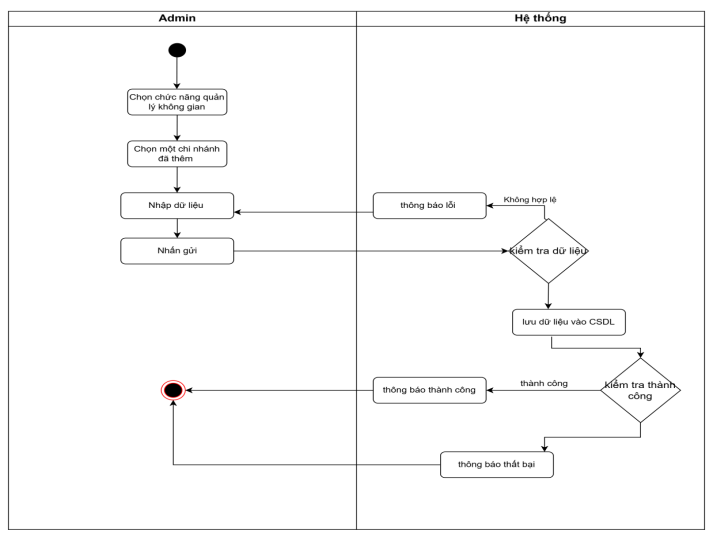 Admin
Hệ thống
Chọn chức năng quản
lý không gian
Chọn một chi nhánh
đã thêm
Nhập dữ liệu
thông báo lỗi
Không hợp lệ
Nhấn gửi
kiểm tra dữ liệu
lưu dữ liệu vào CSDL
thông báo thành công
thành công
kiểm tra thành
công
thông báo thất bại